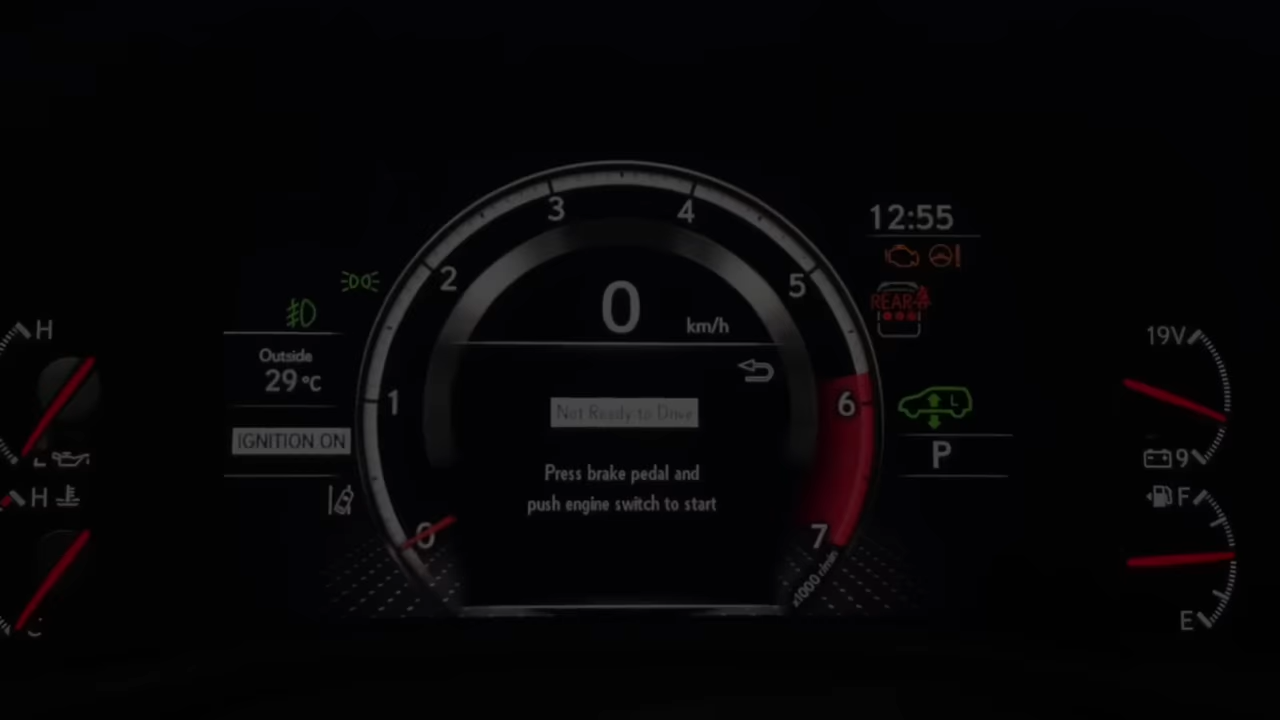 3
4
12:55
2
5
0
km/h
REAR
H
19V
Outside
29°C
1
6
L
Not Ready to Drive
IGNITION ON
P
L
9
Press brake pedal and
H
F
push engine switch to start
0
7
x1000 r/min
E
C